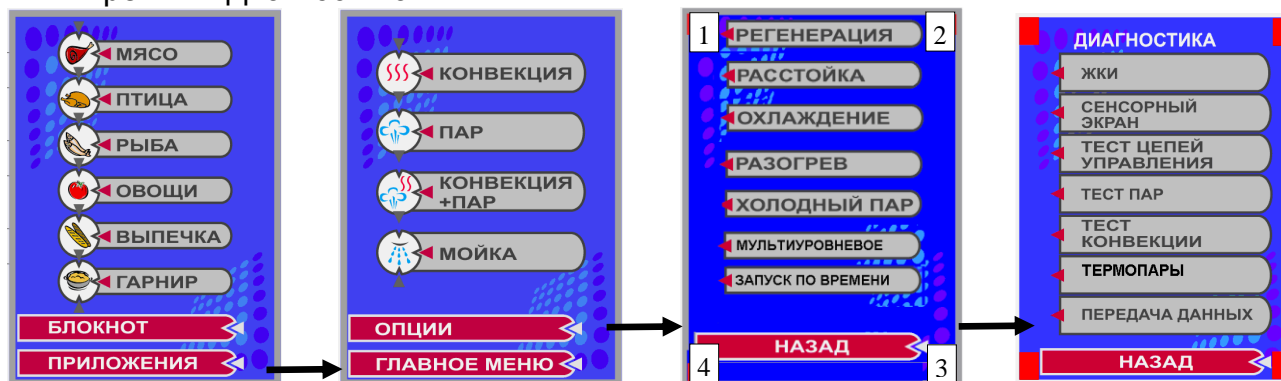 МЯСО
ПТИЦА
РЫБА
ОВОЩИ
ВЫПЕЧКА
ГАРНИР
БЛОКНОТ
ПРИЛОЖЕНИЯ
КОНВЕКЦИЯ
ПАР
КОНВЕКЦИЯ
+ПАР
МОЙКА
ОПЦИИ
ГЛАВНОЕ МЕНЮ
1
2
РЕГЕНЕРАЦИЯ
РАССТОЙКА
ОХЛАЖДЕНИЕ
РАЗОГРЕВ
ХОЛОДНЫЙ ПАР
МУЛЬТИУРОВНЕВОЕ
ЗАПУСК ПО ВРЕМЕНИ
НАЗАД
4
3
ДИАГНОСТИКА
ЖКИ
СЕНСОРНЫЙ
ЭКРАН
ТЕСТ ЦЕПЕЙ
УПРАВЛЕНИЯ
ТЕСТ ПАР
ТЕСТ
КОНВЕКЦИИ
ТЕРМОПАРЫ
ПЕРЕДАЧА ДАННЫХ
НАЗАД